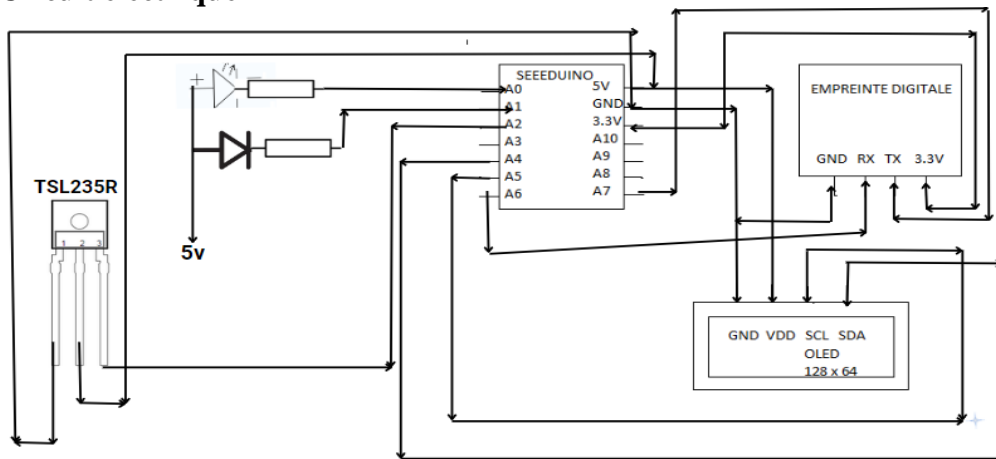 SEEEDUINO
A0
A1
A2
A3
A4
A5
A6
5V
GND
3.3V
A10
A9
A8
A7
EMPREINTE DIGITALE
GND RX TX 3.3V
TSL235R
1 2 3
+
5v
GND VDD SCL SDA
OLED
128 x 64